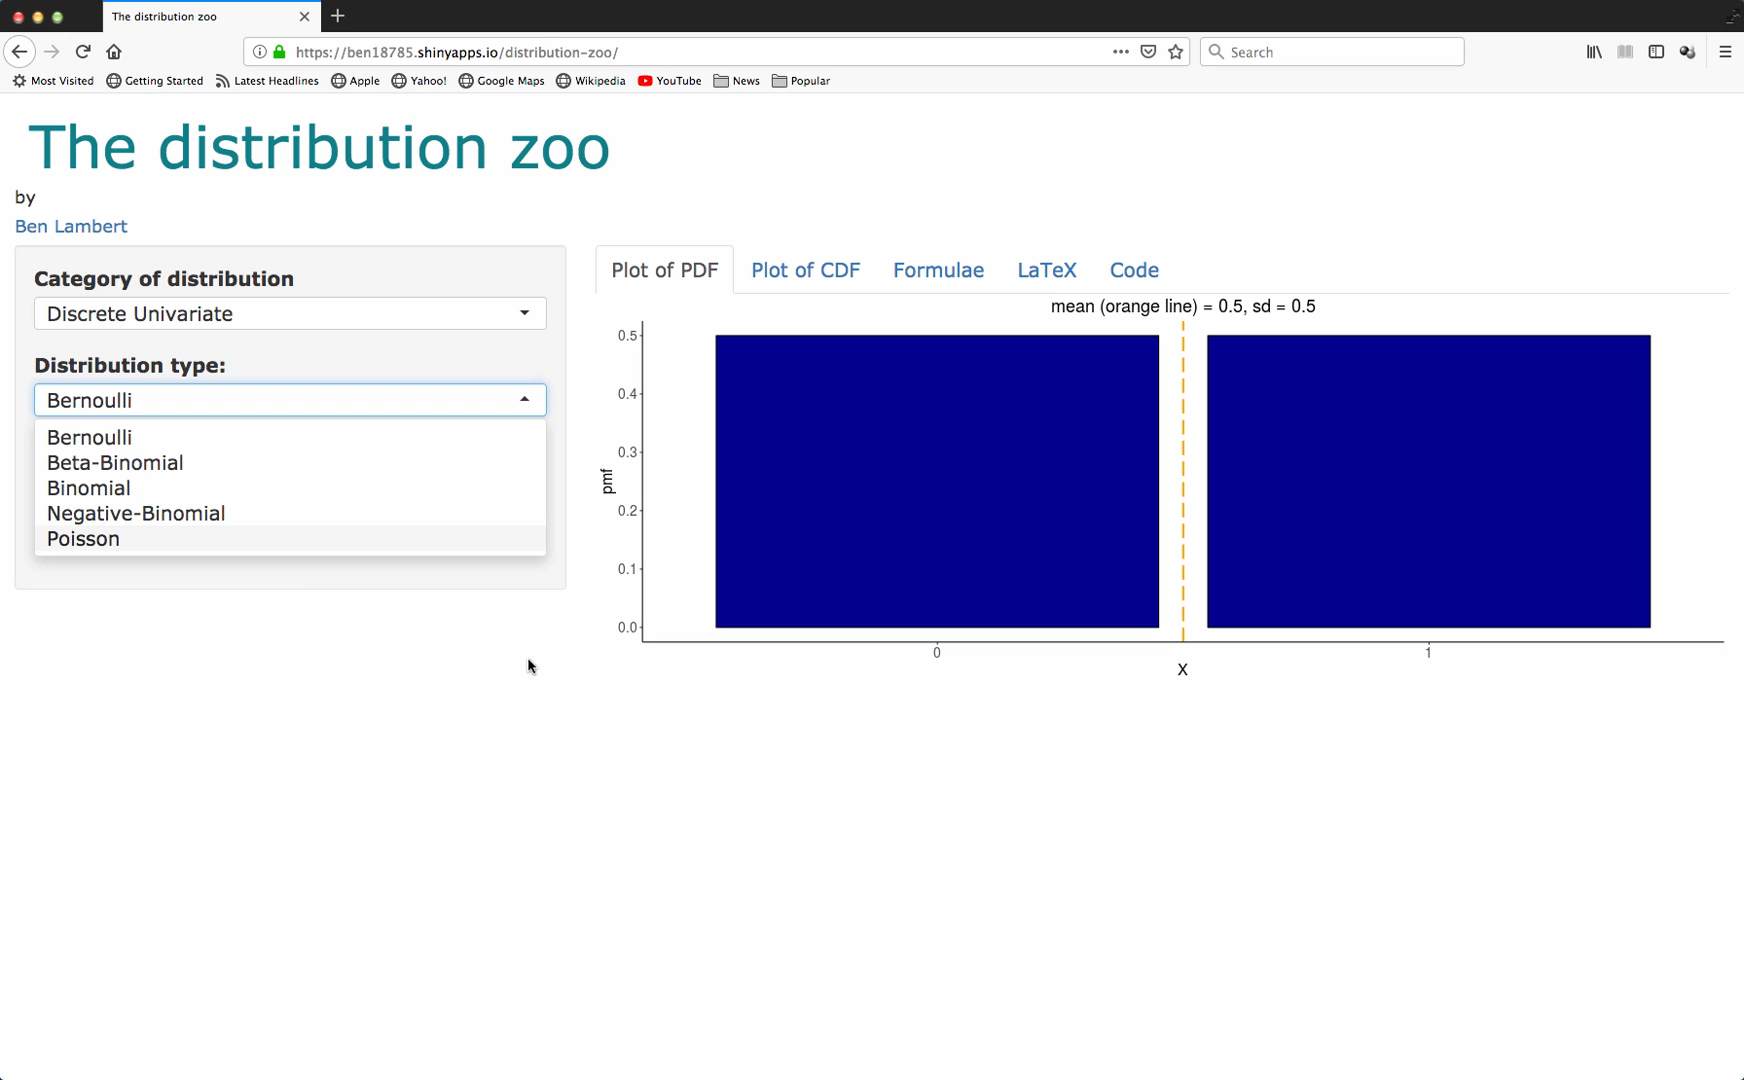 The distribution zoo
https://ben18785.shinyapps.io/distribution-zoo/
Search
Most Visited Getting Started Latest Headlines Apple Yahoo! Google Maps Wikipedia YouTube News Popular
The distribution zoo
by
Ben Lambert
Category of distribution
Discrete Univariate
Distribution type:
Bernoulli
Bernoulli
Beta-Binomial
Binomial
Negative-Binomial
Poisson
Plot of PDF Plot of CDF Formulae LaTeX Code
mean (orange line) = 0.5, sd = 0.5
0.5
0.4
0.3
0.2
0.1
0.0
pmf
0 1
X